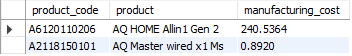 product_code product manufacturing_cost
A6120110206 AQ HOME Allin1 Gen 2 240.5364
A2118150101 AQ Master wired x1 Ms 0.8920